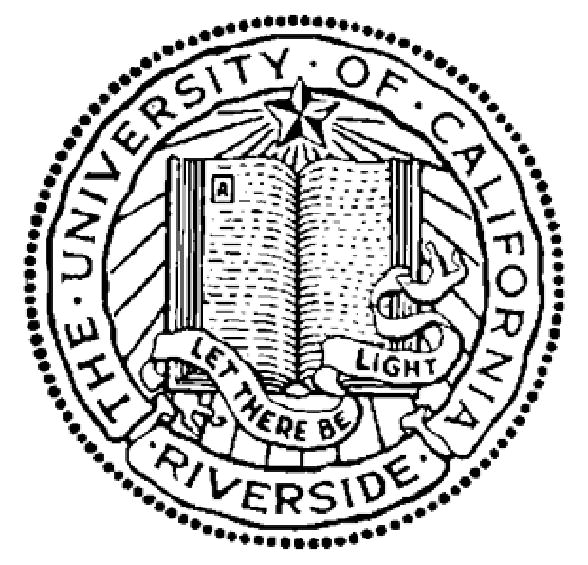 ·THE·UNIVERSITY·OF·CALIFORNIA
A
LET THERE BE
LIGHT
·RIVERSIDE·